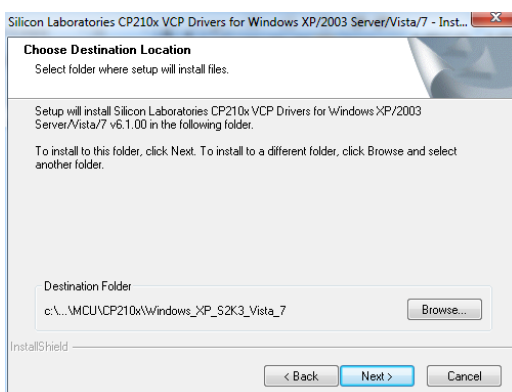 Silicon Laboratories CP210x VCP Drivers for Windows XP/2003 Server/Vista/7 - Inst...
Choose Destination Location
Select folder where setup will install files.
Setup will install Silicon Laboratories CP210x VCP Drivers for Windows XP/2003
Server/Vista/7 v6.1.00 in the following folder.
To install to this folder, click Next. To install to a different folder, click Browse and select
another folder.
Destination Folder
c:\...\MCU\CP210x\Windows_XP_S2K3_Vista_7
Browse...
InstallShield
< Back
Next >
Cancel